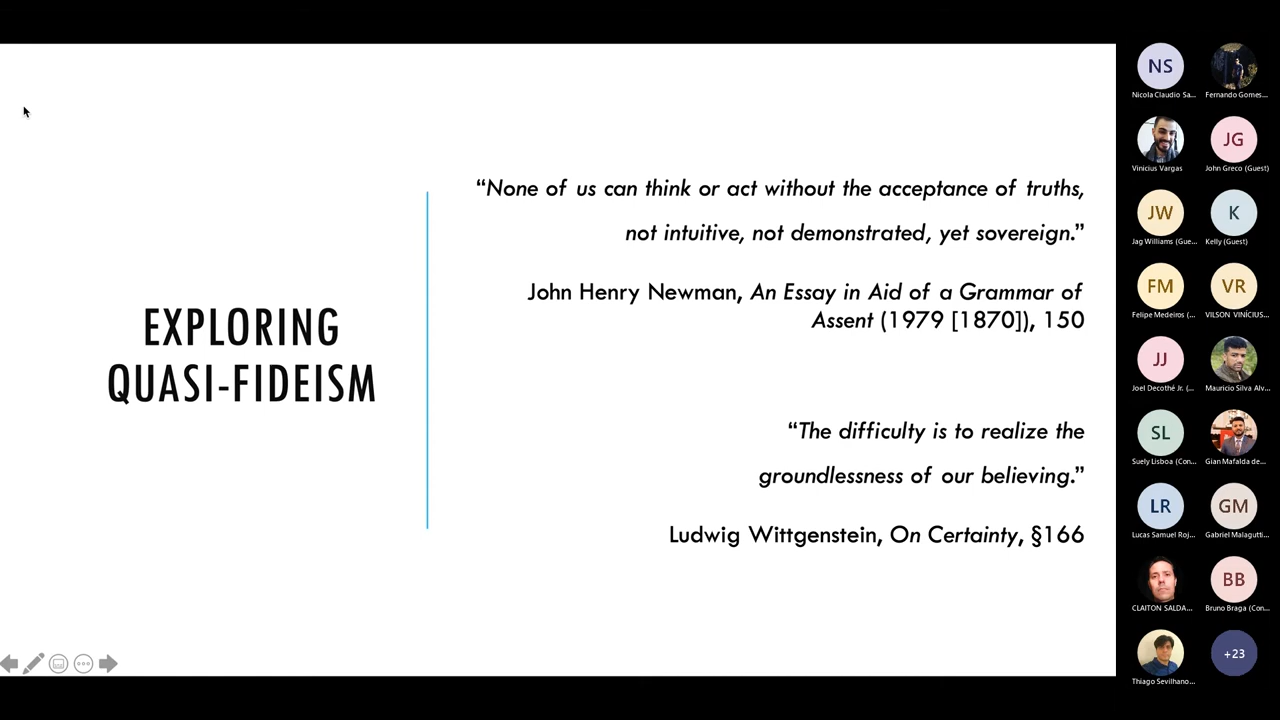 EXPLORING
QUASI-FIDEISM
“None of us can think or act without the acceptance of truths,
not intuitive, not demonstrated, yet sovereign.”
John Henry Newman, An Essay in Aid of a Grammar of
Assent (1979 [1870]), 150
“The difficulty is to realize the
groundlessness of our believing.”
Ludwig Wittgenstein, On Certainty, §166
NS
Nicola Claudio Sa...
Fernando Gomes...
Vinicius Vargas
JG
John Greco (Guest)
JW
Jag Williams (Gue...
K
Kelly (Guest)
FM
Felipe Medeiros (...
VR
VILSON VINÍCIUS...
JJ
Joel Decothé Jr. (...
Mauricio Silva Alv...
SL
Suely Lisboa (Con...
Gian Mafalda de...
LR
Lucas Samuel Roj...
GM
Gabriel Malagutti...
CLAITON SALDA...
BB
Bruno Braga (Con...
Thiago Sevilhano...
+23